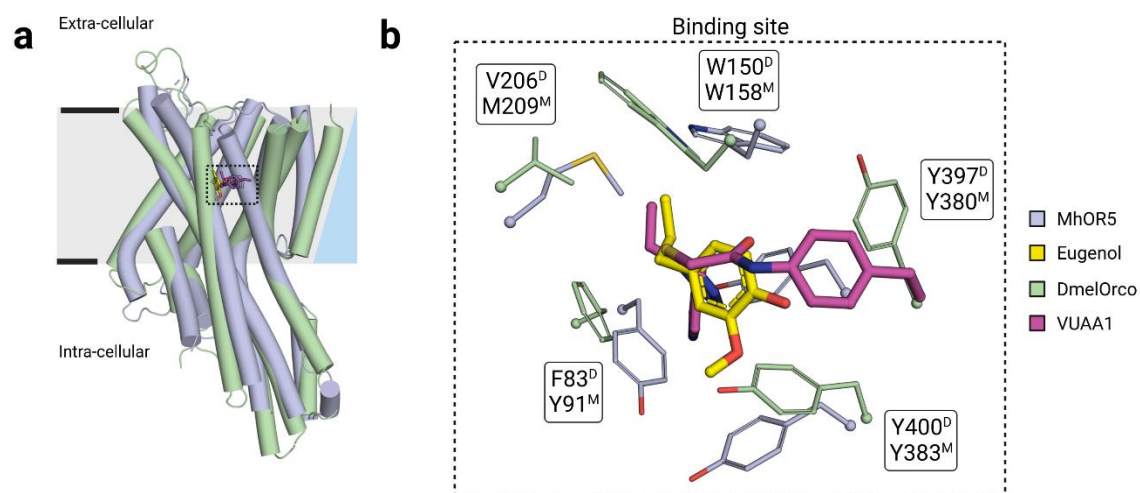 a
Extra-cellular
Intra-cellular
b
Binding site
V206ᴰ
M209ᴹ
W150ᴰ
W158ᴹ
Y397ᴰ
Y380ᴹ
F83ᴰ
Y91ᴹ
Y400ᴰ
Y383ᴹ
MhOR5
Eugenol
DmelOrco
VUAA1